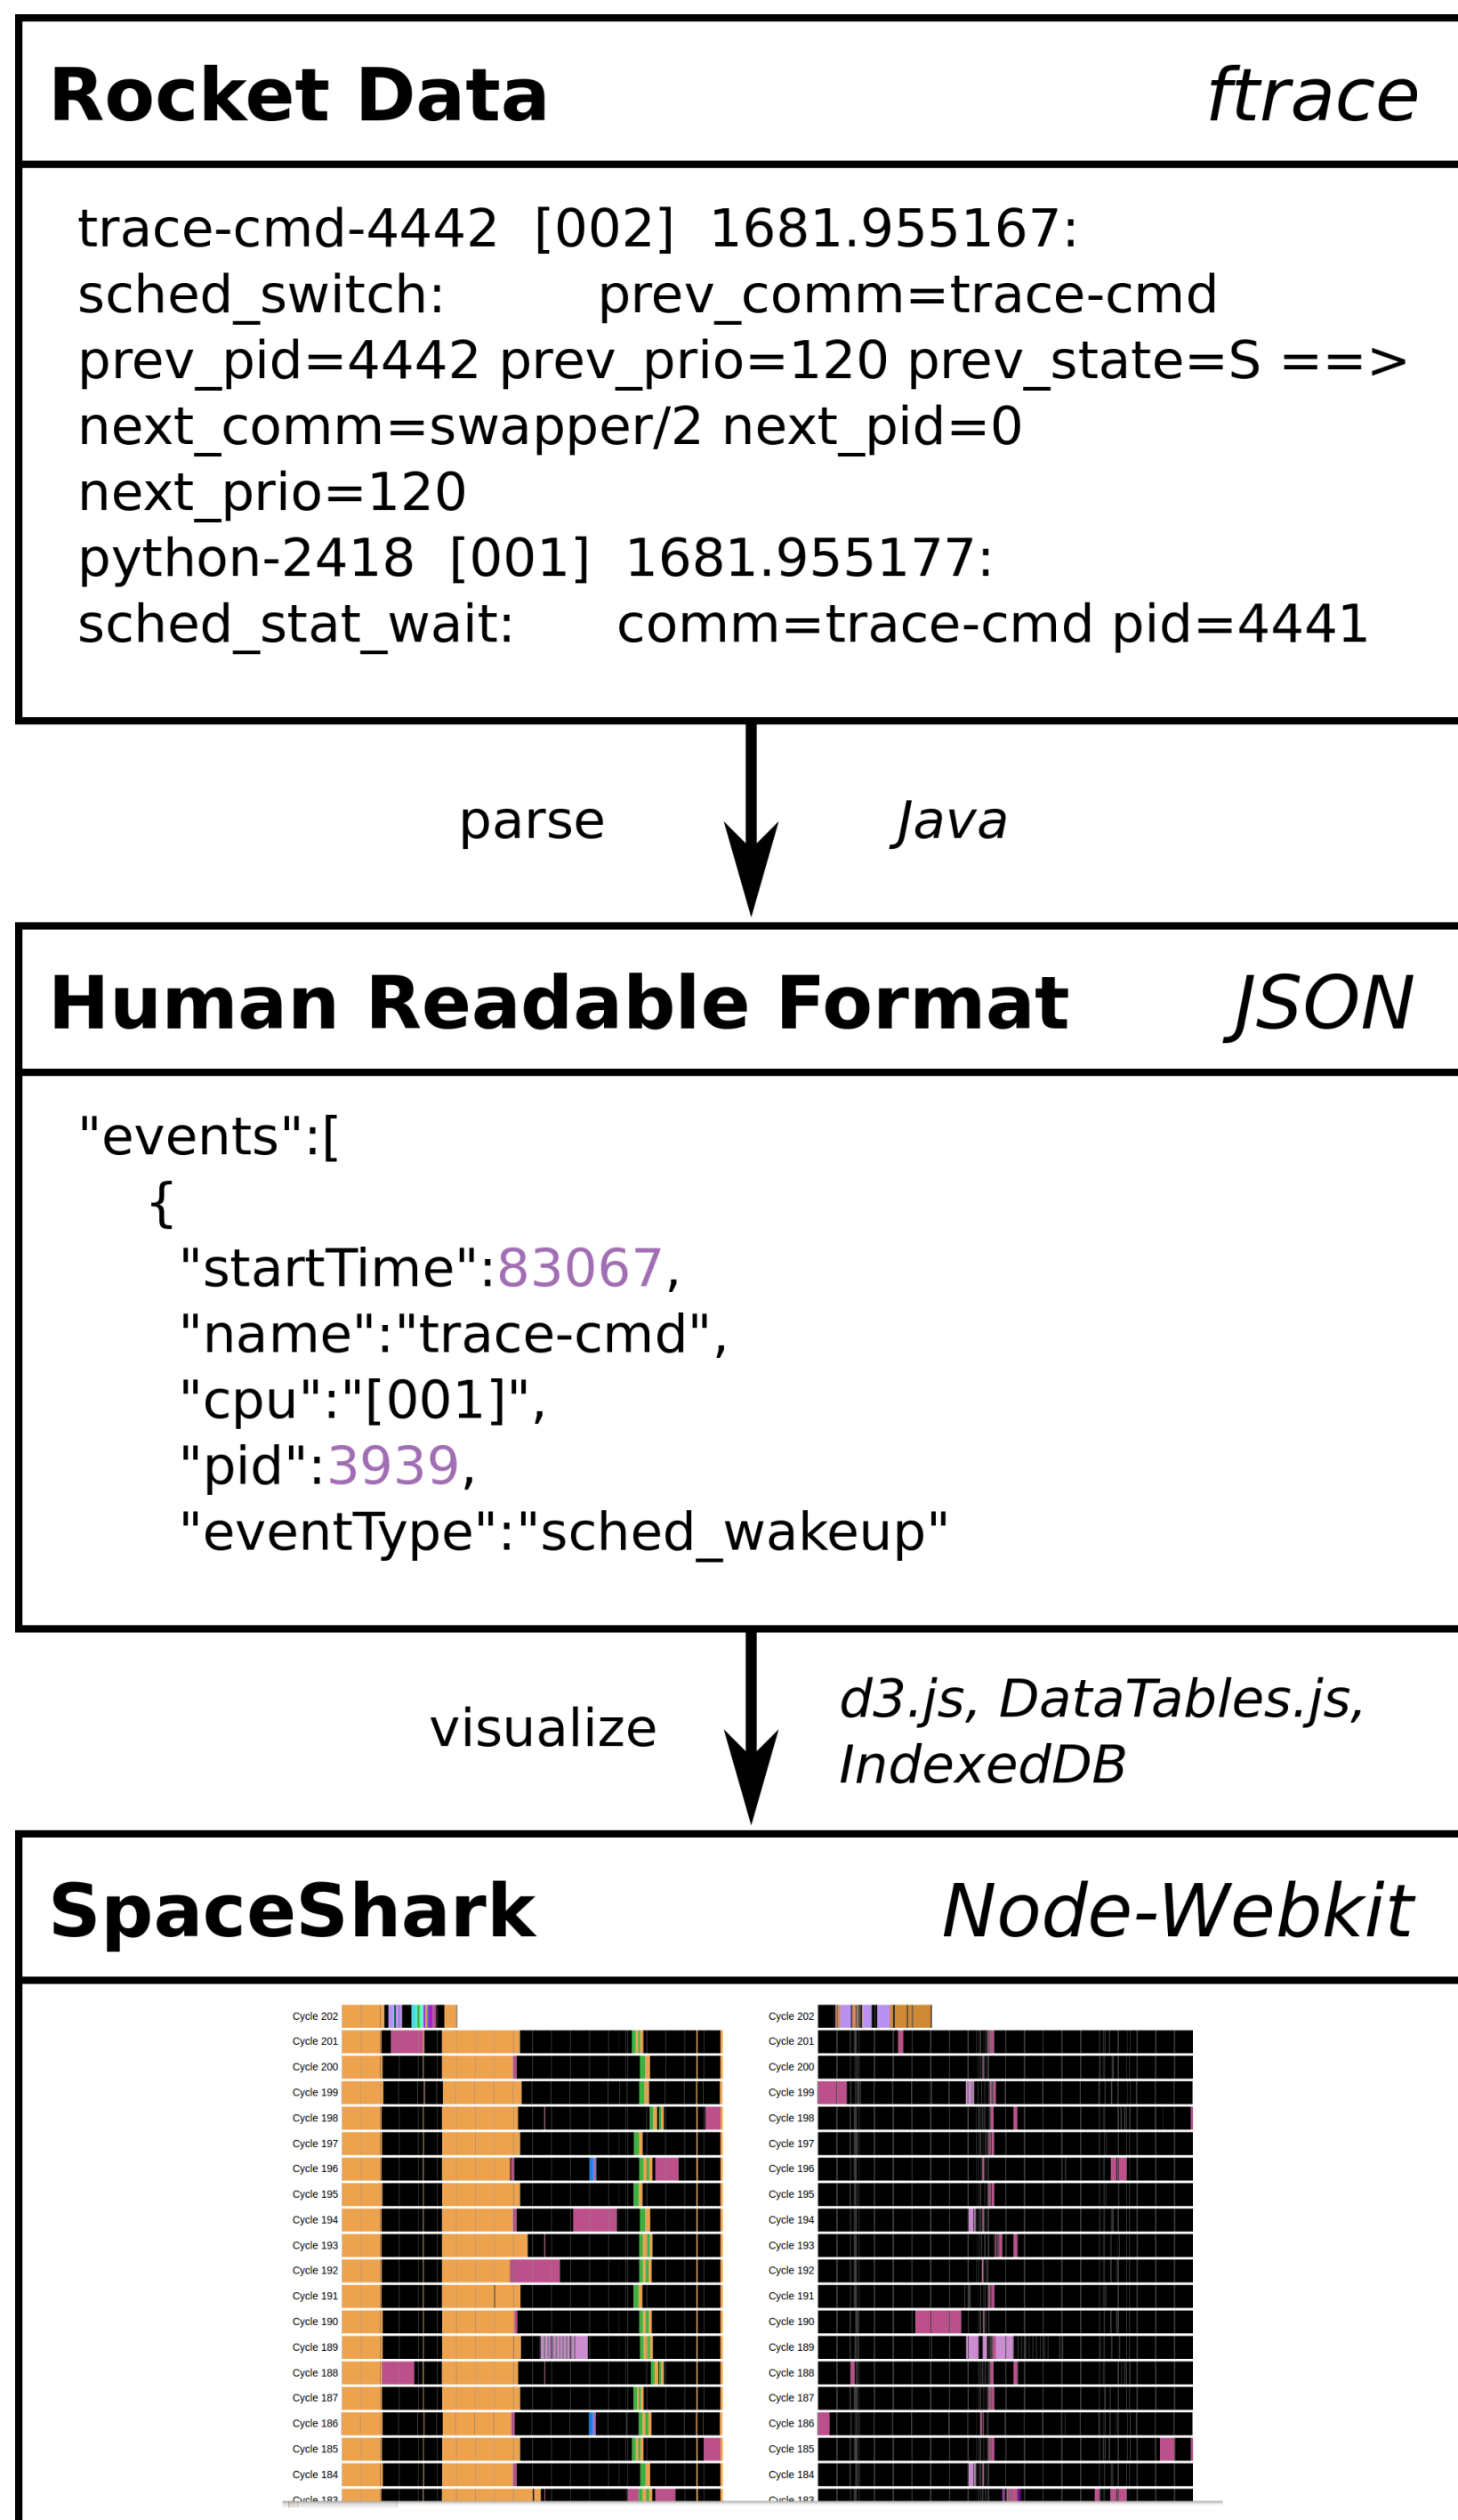 Rocket Data ftrace
trace-cmd-4442 [002] 1681.955167:
sched_switch: prev_comm=trace-cmd
prev_pid=4442 prev_prio=120 prev_state=S ==>
next_comm=swapper/2 next_pid=0
next_prio=120
python-2418 [001] 1681.955177:
sched_stat_wait: comm=trace-cmd pid=4441
parse Java
Human Readable Format JSON
"events":[
{
"startTime":83067,
"name":"trace-cmd",
"cpu":"[001]",
"pid":3939,
"eventType":"sched_wakeup"
visualize
d3.js, DataTables.js,
IndexedDB
SpaceShark Node-Webkit
Cycle 202 Cycle 202
Cycle 201 Cycle 201
Cycle 200 Cycle 200
Cycle 199 Cycle 199
Cycle 198 Cycle 198
Cycle 197 Cycle 197
Cycle 196 Cycle 196
Cycle 195 Cycle 195
Cycle 194 Cycle 194
Cycle 193 Cycle 193
Cycle 192 Cycle 192
Cycle 191 Cycle 191
Cycle 190 Cycle 190
Cycle 189 Cycle 189
Cycle 188 Cycle 188
Cycle 187 Cycle 187
Cycle 186 Cycle 186
Cycle 185 Cycle 185
Cycle 184 Cycle 184
Cycle 183 Cycle 183